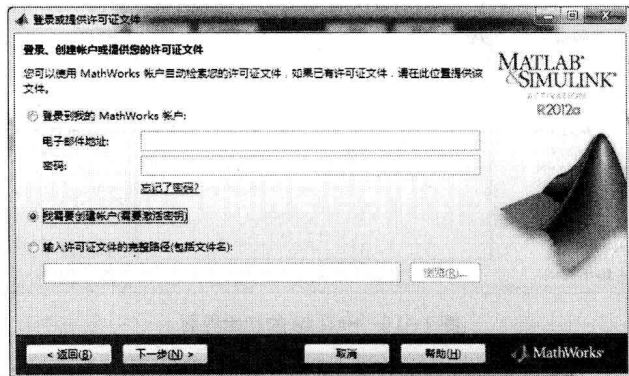 登录或提供许可证文件
登录、创建帐户或提供您的许可证文件
您可以使用 MathWorks 帐户自动检索您的许可证文件，如果已有许可证文件，请在此位置提供该
文件。
MATLAB®
&SIMULINK®
ACTIVATION
R2012a
登录到我的 MathWorks 帐户:
电子邮件地址:
密码:
忘记了密码?
我需要创建帐户(需要激活密钥)
输入许可证文件的完整路径(包括文件名):
浏览(R)...
< 返回(B)
下一步(N) >
取消
帮助(H)
MathWorks®